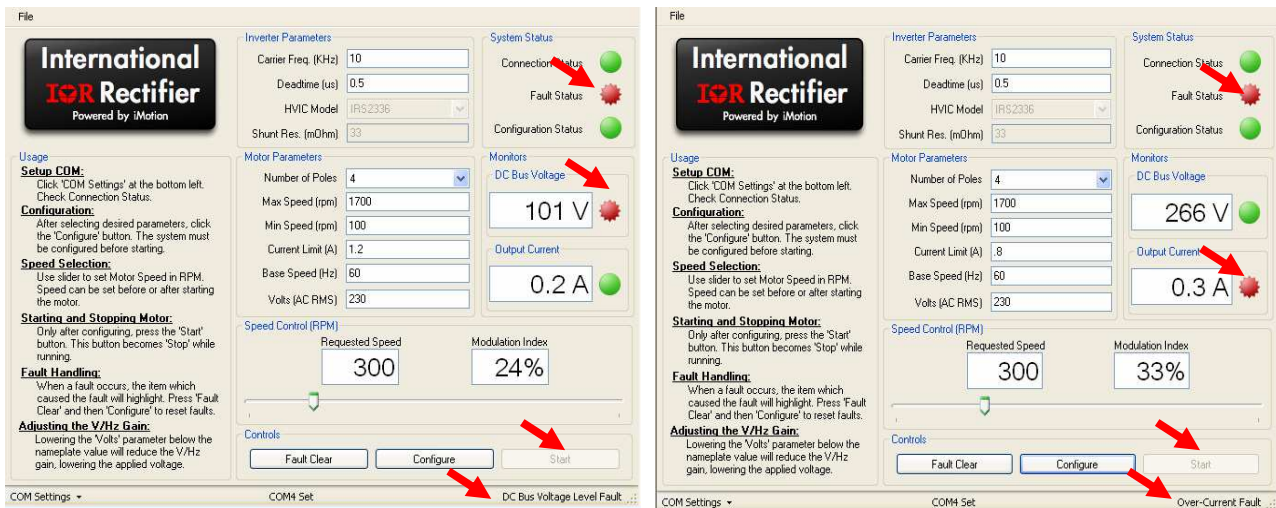 File
International
IOR Rectifier
Powered by iMotion
Inverter Parameters
Carrier Freq. (KHz) 10
Deadtime (us) 0.5
HVIC Model IRS2336
Shunt Res. (mOhm) 33
System Status
Connection Status
Fault Status
Configuration Status
Usage
Setup COM:
Click 'COM Settings' at the bottom left.
Check Connection Status.
Configuration:
After selecting desired parameters, click
the 'Configure' button. The system must
be configured before starting.
Speed Selection:
Use slider to set Motor Speed in RPM.
Speed can be set before or after starting
the motor.
Starting and Stopping Motor:
Only after configuring, press the 'Start'
button. This button becomes 'Stop' while
running.
Fault Handling:
When a fault occurs, the item which
caused the fault will highlight. Press 'Fault
Clear' and then 'Configure' to reset faults.
Adjusting the V/Hz Gain:
Lowering the 'Volts' parameter below the
nameplate value will reduce the V/Hz
gain, lowering the applied voltage.
Motor Parameters
Number of Poles 4
Max Speed (rpm) 1700
Min Speed (rpm) 100
Current Limit (A) 1.2
Base Speed (Hz) 60
Volts (AC RMS) 230
Monitors
DC Bus Voltage
101 V
Output Current
0.2 A
Speed Control (RPM)
Requested Speed Modulation Index
300 24%
Controls
Fault Clear Configure Start
COM Settings COM4 Set DC Bus Voltage Level Fault
File
International
IOR Rectifier
Powered by iMotion
Inverter Parameters
Carrier Freq. (KHz) 10
Deadtime (us) 0.5
HVIC Model IRS2336
Shunt Res. (mOhm) 33
System Status
Connection Status
Fault Status
Configuration Status
Usage
Setup COM:
Click 'COM Settings' at the bottom left.
Check Connection Status.
Configuration:
After selecting desired parameters, click
the 'Configure' button. The system must
be configured before starting.
Speed Selection:
Use slider to set Motor Speed in RPM.
Speed can be set before or after starting
the motor.
Starting and Stopping Motor:
Only after configuring, press the 'Start'
button. This button becomes 'Stop' while
running.
Fault Handling:
When a fault occurs, the item which
caused the fault will highlight. Press 'Fault
Clear' and then 'Configure' to reset faults.
Adjusting the V/Hz Gain:
Lowering the 'Volts' parameter below the
nameplate value will reduce the V/Hz
gain, lowering the applied voltage.
Motor Parameters
Number of Poles 4
Max Speed (rpm) 1700
Min Speed (rpm) 100
Current Limit (A) .8
Base Speed (Hz) 60
Volts (AC RMS) 230
Monitors
DC Bus Voltage
266 V
Output Current
0.3 A
Speed Control (RPM)
Requested Speed Modulation Index
300 33%
Controls
Fault Clear Configure Start
COM Settings COM4 Set Over-Current Fault